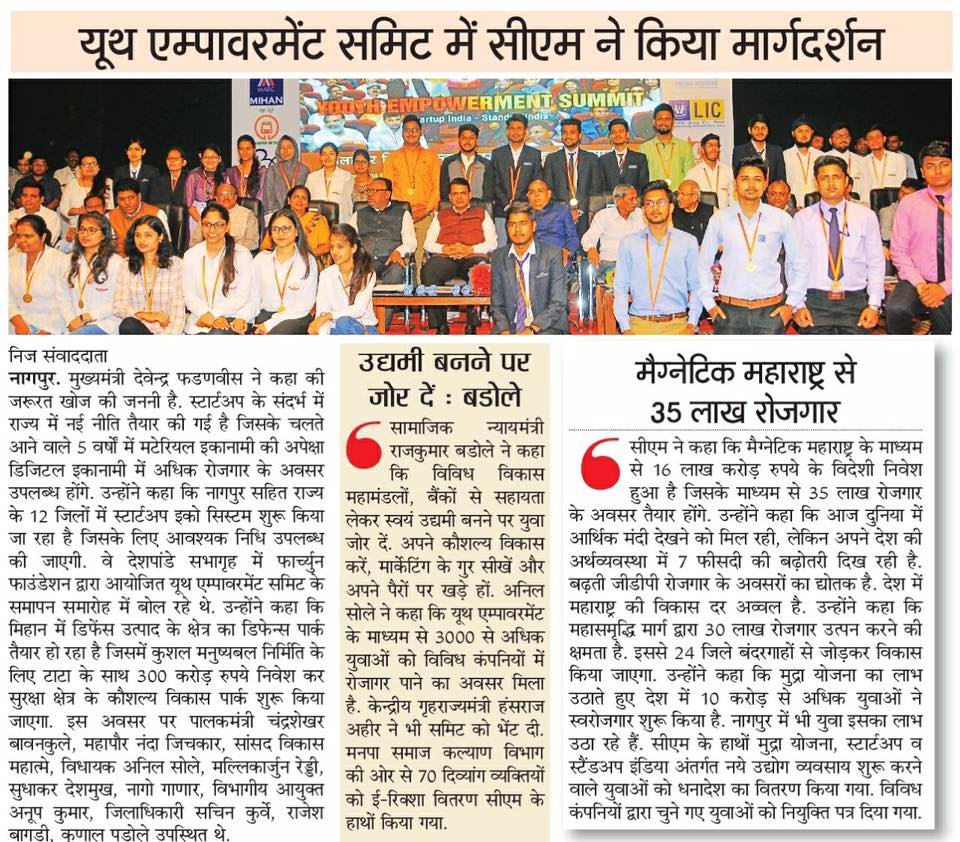 यूथ एम्पावरमेंट समिट में सीएम ने किया मार्गदर्शन
MADC
MIHAN
YOUTH EMPOWERMENT SUMMIT
Startup India - Standup India
LIC
निज संवाददाता
नागपुर. मुख्यमंत्री देवेन्द्र फडणवीस ने कहा की
जरूरत खोज की जननी है. स्टार्टअप के संदर्भ में
राज्य में नई नीति तैयार की गई है जिसके चलते
आने वाले 5 वर्षों में मटेरियल इकानामी की अपेक्षा
डिजिटल इकानामी में अधिक रोजगार के अवसर
उपलब्ध होंगे. उन्होंने कहा कि नागपुर सहित राज्य
के 12 जिलों में स्टार्टअप इको सिस्टम शुरू किया
जा रहा है जिसके लिए आवश्यक निधि उपलब्ध
की जाएगी. वे देशपांडे सभागृह में फार्च्युन
फाउंडेशन द्वारा आयोजित यूथ एम्पावरमेंट समिट के
समापन समारोह में बोल रहे थे. उन्होंने कहा कि
मिहान में डिफेंस उत्पाद के क्षेत्र का डिफेन्स पार्क
तैयार हो रहा है जिसमें कुशल मनुष्यबल निर्मिति के
लिए टाटा के साथ 300 करोड़ रुपये निवेश कर
सुरक्षा क्षेत्र के कौशल्य विकास पार्क शुरू किया
जाएगा. इस अवसर पर पालकमंत्री चंद्रशेखर
बावनकुले, महापौर नंदा जिचकार, सांसद विकास
महात्मे, विधायक अनिल सोले, मल्लिकार्जुन रेड्डी,
सुधाकर देशमुख, नागो गाणार, विभागीय आयुक्त
अनूप कुमार, जिलाधिकारी सचिन कुर्वे, राजेश
बागडी, कुणाल पडोले उपस्थित थे.
उद्यमी बनने पर
जोर दें : बडोले
सामाजिक न्यायमंत्री
राजकुमार बडोले ने कहा
कि विविध विकास
महामंडलों, बैंकों से सहायता
लेकर स्वयं उद्यमी बनने पर युवा
जोर दें. अपने कौशल्य विकास
करें, मार्केटिंग के गुर सीखें और
अपने पैरों पर खड़े हों. अनिल
सोले ने कहा कि यूथ एम्पावरमेंट
के माध्यम से 3000 से अधिक
युवाओं को विविध कंपनियों में
रोजागर पाने का अवसर मिला
है. केन्द्रीय गृहराज्यमंत्री हंसराज
अहीर ने भी समिट को भेंट दी.
मनपा समाज कल्याण विभाग
की ओर से 70 दिव्यांग व्यक्तियों
को ई-रिक्शा वितरण सीएम के
हाथों किया गया.
मैग्नेटिक महाराष्ट्र से
35 लाख रोजगार
सीएम ने कहा कि मैग्नेटिक महाराष्ट्र के माध्यम
से 16 लाख करोड़ रुपये के विदेशी निवेश
हुआ है जिसके माध्यम से 35 लाख रोजगार
के अवसर तैयार होंगे. उन्होंने कहा कि आज दुनिया में
आर्थिक मंदी देखने को मिल रही, लेकिन अपने देश की
अर्थव्यवस्था में 7 फीसदी की बढ़ोतरी दिख रही है.
बढ़ती जीडीपी रोजगार के अवसरों का द्योतक है. देश में
महाराष्ट्र की विकास दर अव्वल है. उन्होंने कहा कि
महासमृद्धि मार्ग द्वारा 30 लाख रोजगार उत्पन करने की
क्षमता है. इससे 24 जिले बंदरगाहों से जोड़कर विकास
किया जाएगा. उन्होंने कहा कि मुद्रा योजना का लाभ
उठाते हुए देश में 10 करोड़ से अधिक युवाओं ने
स्वरोजगार शुरू किया है. नागपुर में भी युवा इसका लाभ
उठा रहे हैं. सीएम के हाथों मुद्रा योजना, स्टार्टअप व
स्टैंडअप इंडिया अंतर्गत नये उद्योग व्यवसाय शुरू करने
वाले युवाओं को धनादेश का वितरण किया गया. विविध
कंपनियों द्वारा चुने गए युवाओं को नियुक्ति पत्र दिया गया.